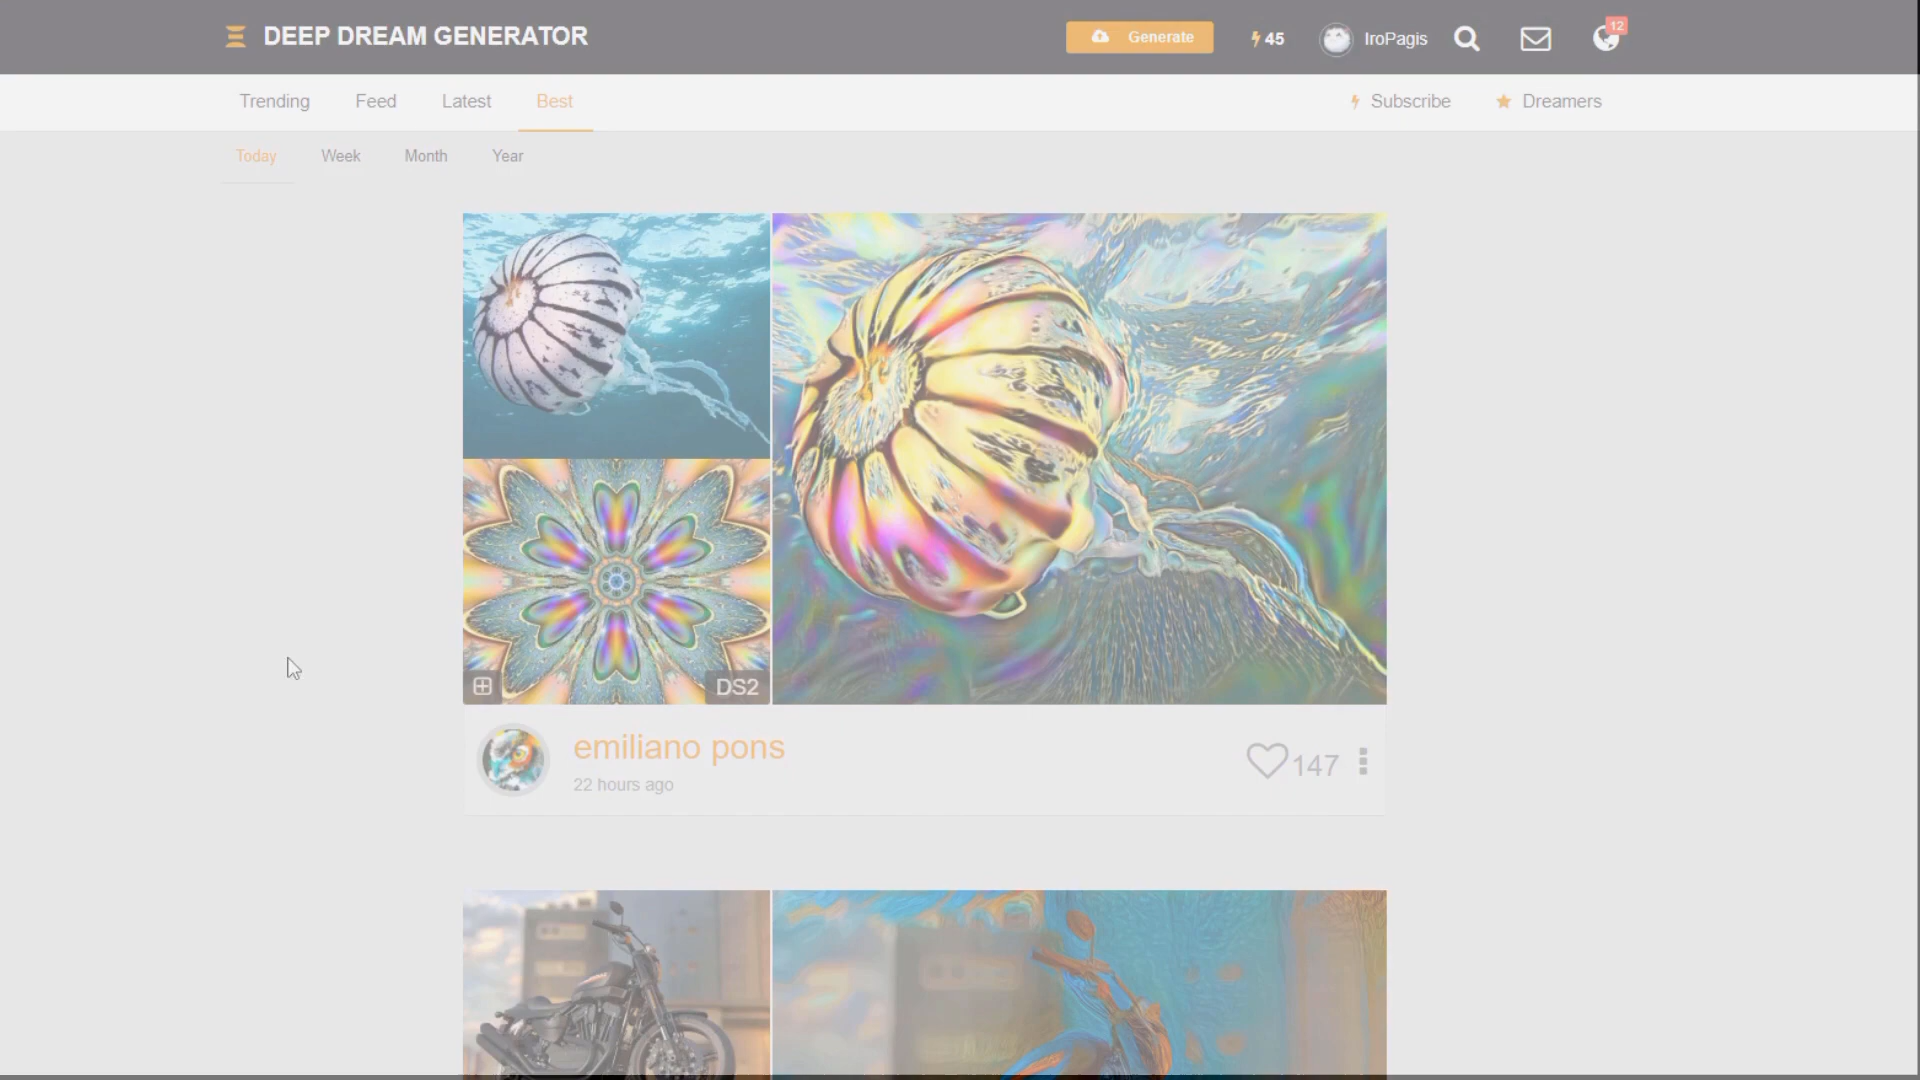 DEEP DREAM GENERATOR
Generate
45
IroPagis
12
Trending Feed Latest Best
Subscribe Dreamers
Today Week Month Year
DS2
emiliano pons
22 hours ago
147